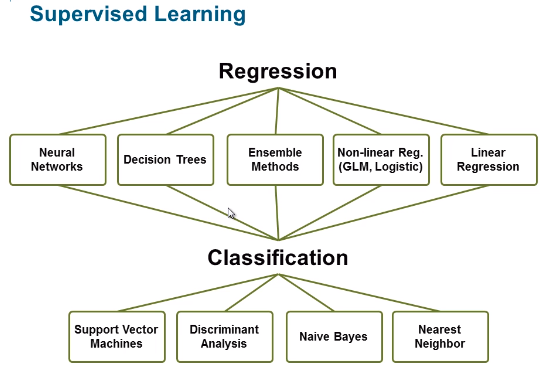 Supervised Learning
Regression
Neural
Networks
Decision Trees
Ensemble
Methods
Non-linear Reg.
(GLM, Logistic)
Linear
Regression
Classification
Support Vector
Machines
Discriminant
Analysis
Naive Bayes
Nearest
Neighbor